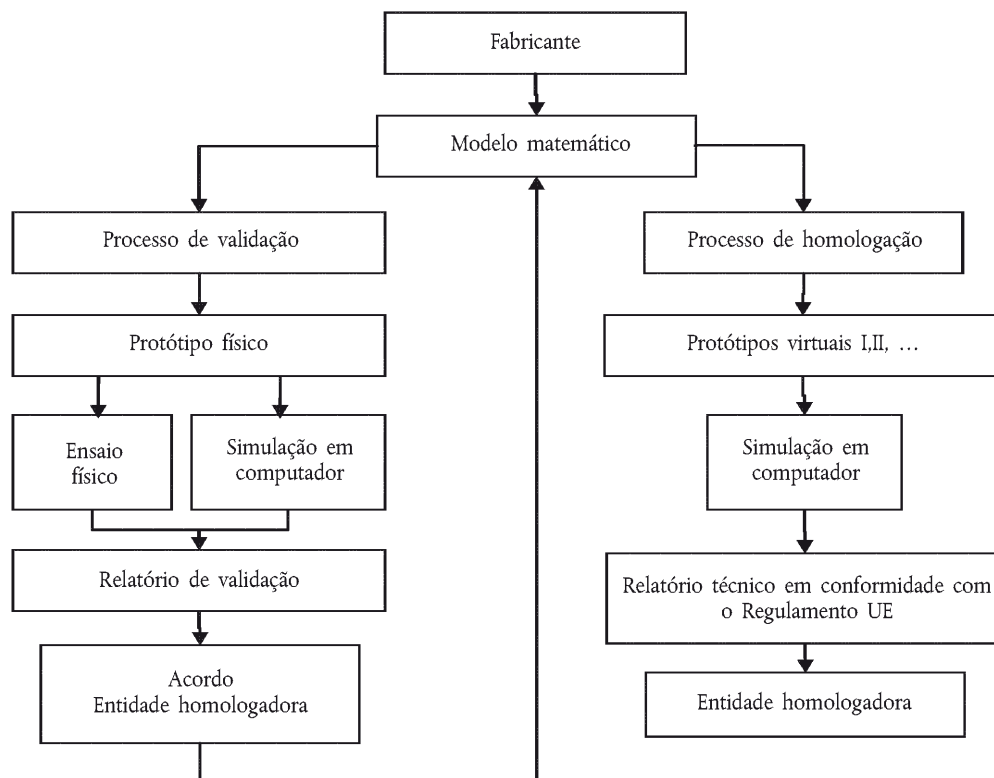 Fabricante
Modelo matemático
Processo de validação
Processo de homologação
Protótipo físico
Protótipos virtuais I,II, …
Ensaio
físico
Simulação em
computador
Simulação em
computador
Relatório de validação
Relatório técnico em conformidade com
o Regulamento UE
Acordo
Entidade homologadora
Entidade homologadora